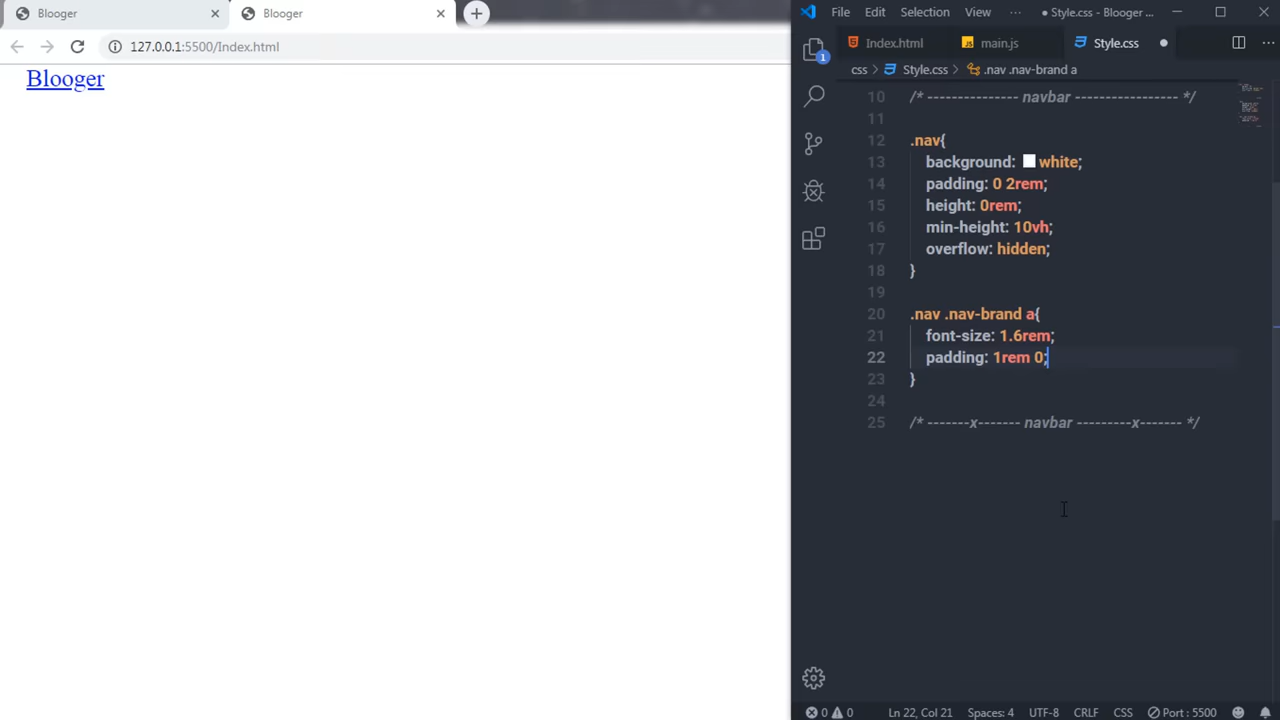 Blooger
Blooger
127.0.0.1:5500/Index.html
Blooger
File Edit Selection View ··· ● Style.css - Blooger ...
1
Index.html main.js Style.css
css > Style.css > .nav .nav-brand a
10 /* --------------- navbar ----------------- */
11
12 .nav{
13 background: white;
14 padding: 0 2rem;
15 height: 0rem;
16 min-height: 10vh;
17 overflow: hidden;
18 }
19
20 .nav .nav-brand a{
21 font-size: 1.6rem;
22 padding: 1rem 0;
23 }
24
25 /* -------x------- navbar ---------x------- */
0 0 Ln 22, Col 21 Spaces: 4 UTF-8 CRLF CSS Port : 5500